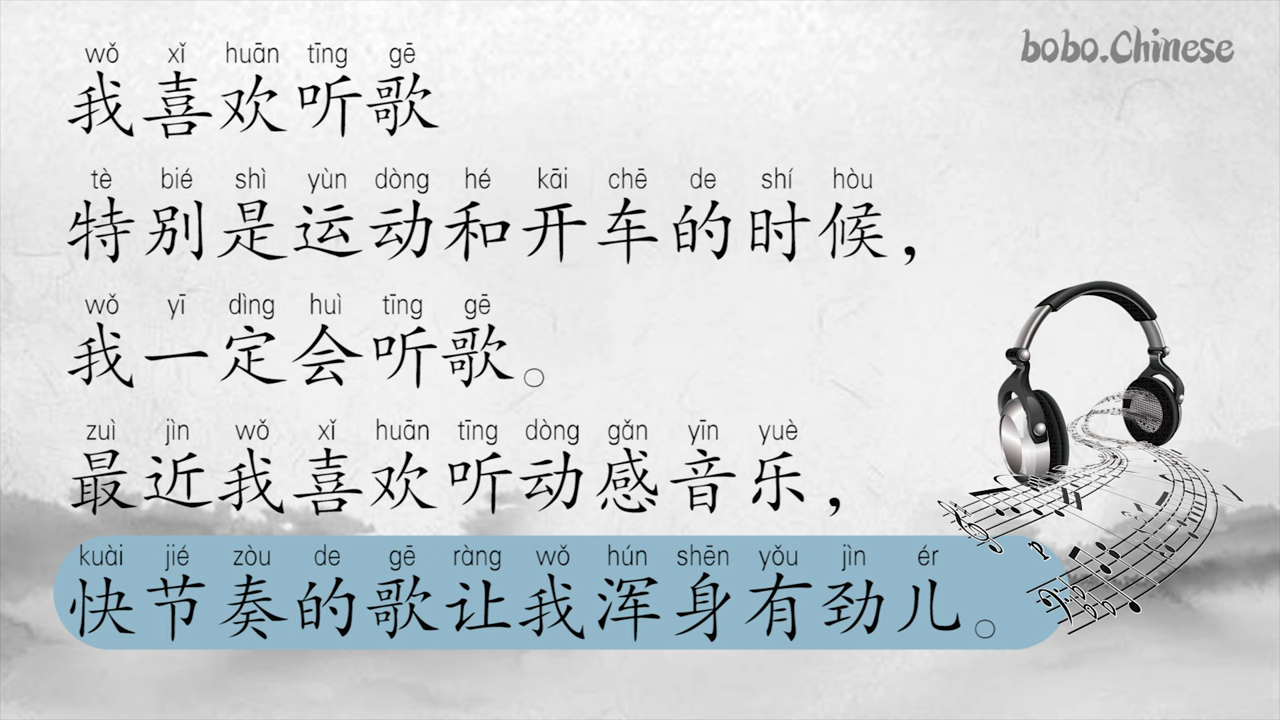 bobo.Chinese
wǒ xǐ huān tīng gē
我喜欢听歌
tè bié shì yùn dòng hé kāi chē de shí hòu
特别是运动和开车的时候，
wǒ yī dìng huì tīng gē
我一定会听歌。
zuì jìn wǒ xǐ huān tīng dòng gǎn yīn yuè
最近我喜欢听动感音乐，
kuài jié zòu de gē ràng wǒ hún shēn yǒu jìn ér
快节奏的歌让我浑身有劲儿。